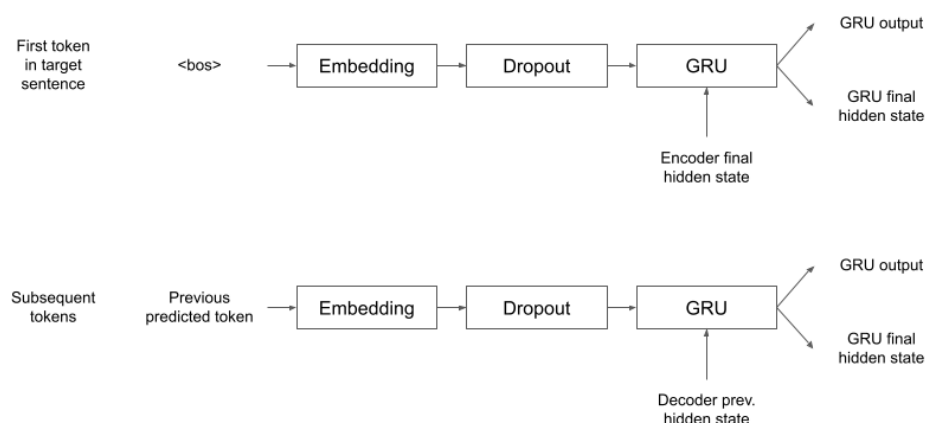 First token
in target
sentence
<bos>
Embedding
Dropout
GRU
GRU output
GRU final
hidden state
Encoder final
hidden state
Subsequent
tokens
Previous
predicted token
Embedding
Dropout
GRU
GRU output
GRU final
hidden state
Decoder prev.
hidden state